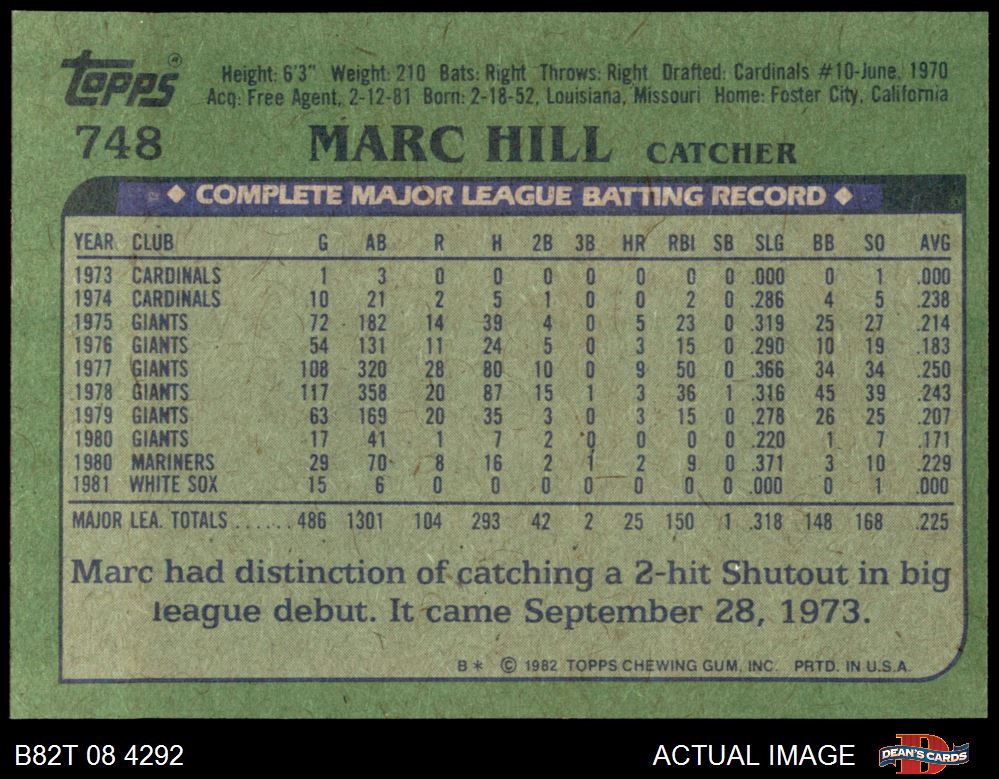 topps®
Height: 6'3" Weight: 210 Bats: Right Throws: Right Drafted: Cardinals #10-June, 1970
Acq: Free Agent, 2-12-81 Born: 2-18-52, Louisiana, Missouri Home: Foster City, California
748 MARC HILL CATCHER
◆ COMPLETE MAJOR LEAGUE BATTING RECORD ◆
YEAR CLUB G AB R H 2B 3B HR RBI SB SLG BB SO AVG
1973 CARDINALS 1 3 0 0 0 0 0 0 0 .000 0 1 .000
1974 CARDINALS 10 21 2 5 1 0 0 2 0 .286 4 5 .238
1975 GIANTS 72 182 14 39 4 0 5 23 0 .319 25 27 .214
1976 GIANTS 54 131 11 24 5 0 3 15 0 .290 10 19 .183
1977 GIANTS 108 320 28 80 10 0 9 50 0 .366 34 34 .250
1978 GIANTS 117 358 20 87 15 1 3 36 1 .316 45 39 .243
1979 GIANTS 63 169 20 35 3 0 3 15 0 .278 26 25 .207
1980 GIANTS 17 41 1 7 2 0 0 0 0 .220 1 7 .171
1980 MARINERS 29 70 8 16 2 1 2 9 0 .371 3 10 .229
1981 WHITE SOX 15 6 0 0 0 0 0 0 0 .000 0 1 .000
MAJOR LEA. TOTALS ...... 486 1301 104 293 42 2 25 150 1 .318 148 168 .225
Marc had distinction of catching a 2-hit Shutout in big
league debut. It came September 28, 1973.
B* © 1982 TOPPS CHEWING GUM, INC. PRTD. IN U.S.A.
B82T 08 4292 ACTUAL IMAGE DEAN'S CARDS